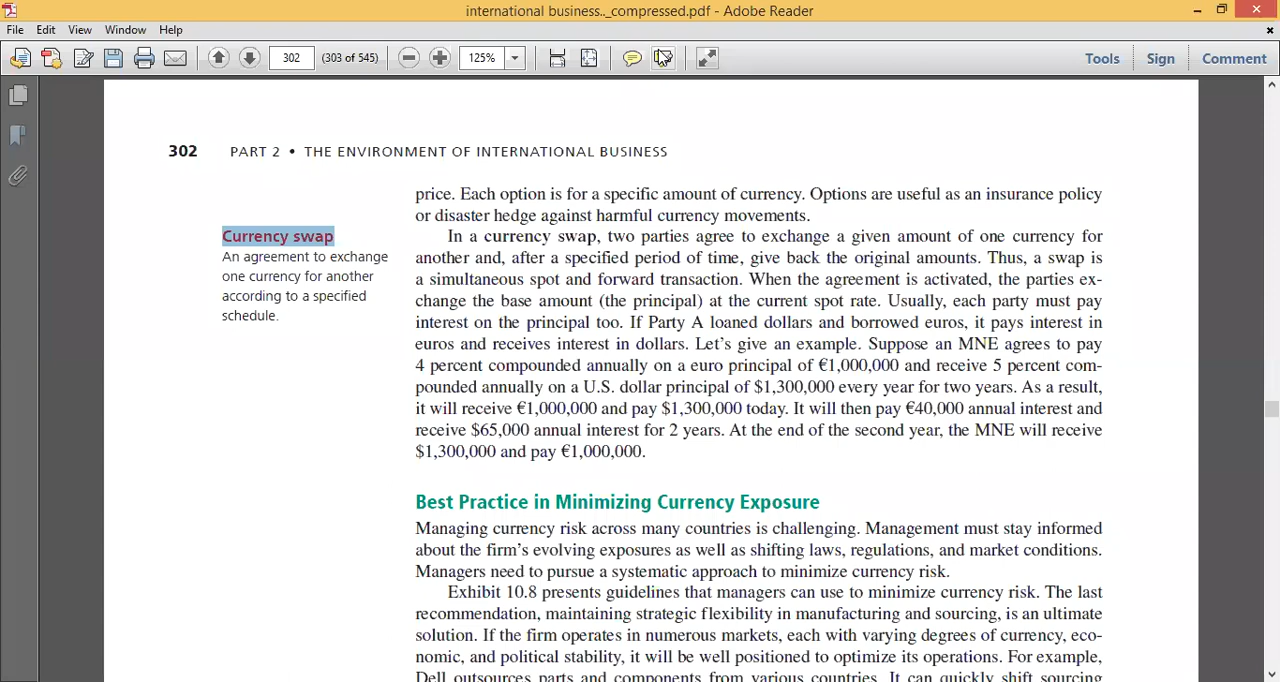 international business.._compressed.pdf - Adobe Reader
File Edit View Window Help
302 (303 of 545) 125% Tools Sign Comment
302 PART 2 • THE ENVIRONMENT OF INTERNATIONAL BUSINESS
price. Each option is for a specific amount of currency. Options are useful as an insurance policy
or disaster hedge against harmful currency movements.
Currency swap
An agreement to exchange
one currency for another
according to a specified
schedule.
In a currency swap, two parties agree to exchange a given amount of one currency for
another and, after a specified period of time, give back the original amounts. Thus, a swap is
a simultaneous spot and forward transaction. When the agreement is activated, the parties ex-
change the base amount (the principal) at the current spot rate. Usually, each party must pay
interest on the principal too. If Party A loaned dollars and borrowed euros, it pays interest in
euros and receives interest in dollars. Let's give an example. Suppose an MNE agrees to pay
4 percent compounded annually on a euro principal of €1,000,000 and receive 5 percent com-
pounded annually on a U.S. dollar principal of $1,300,000 every year for two years. As a result,
it will receive €1,000,000 and pay $1,300,000 today. It will then pay €40,000 annual interest and
receive $65,000 annual interest for 2 years. At the end of the second year, the MNE will receive
$1,300,000 and pay €1,000,000.
Best Practice in Minimizing Currency Exposure
Managing currency risk across many countries is challenging. Management must stay informed
about the firm's evolving exposures as well as shifting laws, regulations, and market conditions.
Managers need to pursue a systematic approach to minimize currency risk.
Exhibit 10.8 presents guidelines that managers can use to minimize currency risk. The last
recommendation, maintaining strategic flexibility in manufacturing and sourcing, is an ultimate
solution. If the firm operates in numerous markets, each with varying degrees of currency, eco-
nomic, and political stability, it will be well positioned to optimize its operations. For example,
Dell outsources parts and components from various countries. It can quickly shift sourcing